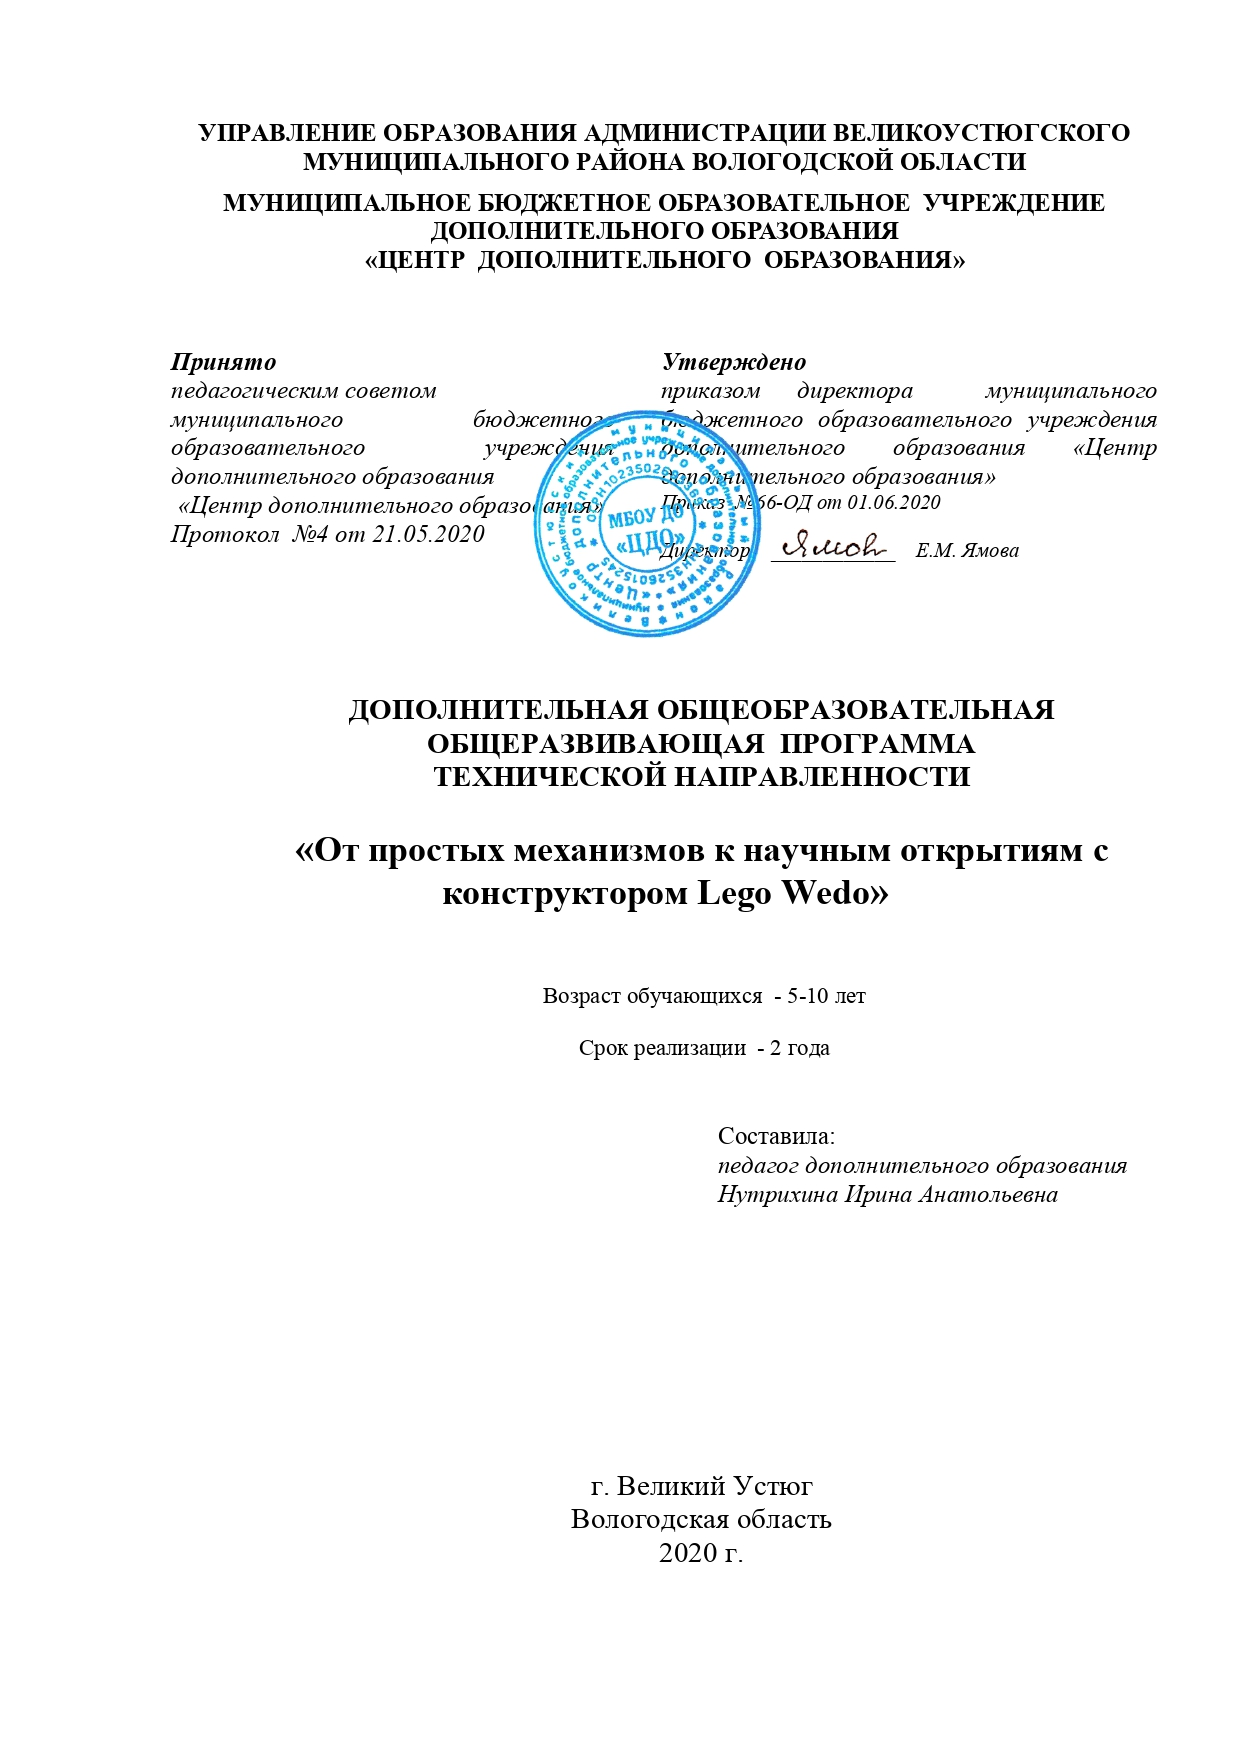 УПРАВЛЕНИЕ ОБРАЗОВАНИЯ АДМИНИСТРАЦИИ ВЕЛИКОУСТЮГСКОГО
МУНИЦИПАЛЬНОГО РАЙОНА ВОЛОГОДСКОЙ ОБЛАСТИ
МУНИЦИПАЛЬНОЕ БЮДЖЕТНОЕ ОБРАЗОВАТЕЛЬНОЕ УЧРЕЖДЕНИЕ
ДОПОЛНИТЕЛЬНОГО ОБРАЗОВАНИЯ
«ЦЕНТР ДОПОЛНИТЕЛЬНОГО ОБРАЗОВАНИЯ»
Принято
педагогическим советом
муниципального бюджетного
образовательного учреждения
дополнительного образования
«Центр дополнительного образования»
Протокол №4 от 21.05.2020
Утверждено
приказом директора муниципального
бюджетного образовательного учреждения
дополнительного образования «Центр
дополнительного образования»
Приказ №66-ОД от 01.06.2020
Директор Ямов Е.М. Ямова
МБОУ ДО
«ЦДО»
ДОПОЛНИТЕЛЬНАЯ ОБЩЕОБРАЗОВАТЕЛЬНАЯ
ОБЩЕРАЗВИВАЮЩАЯ ПРОГРАММА
ТЕХНИЧЕСКОЙ НАПРАВЛЕННОСТИ
«От простых механизмов к научным открытиям с
конструктором Lego Wedo»
Возраст обучающихся - 5-10 лет
Срок реализации - 2 года
Составила:
педагог дополнительного образования
Нутрихина Ирина Анатольевна
г. Великий Устюг
Вологодская область
2020 г.